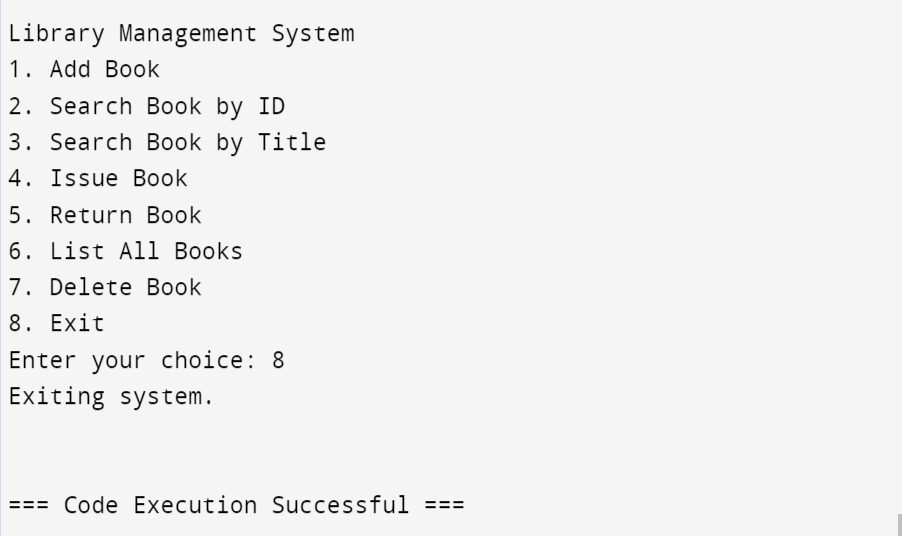 Library Management System
1. Add Book
2. Search Book by ID
3. Search Book by Title
4. Issue Book
5. Return Book
6. List All Books
7. Delete Book
8. Exit
Enter your choice: 8
Exiting system.
=== Code Execution Successful ===